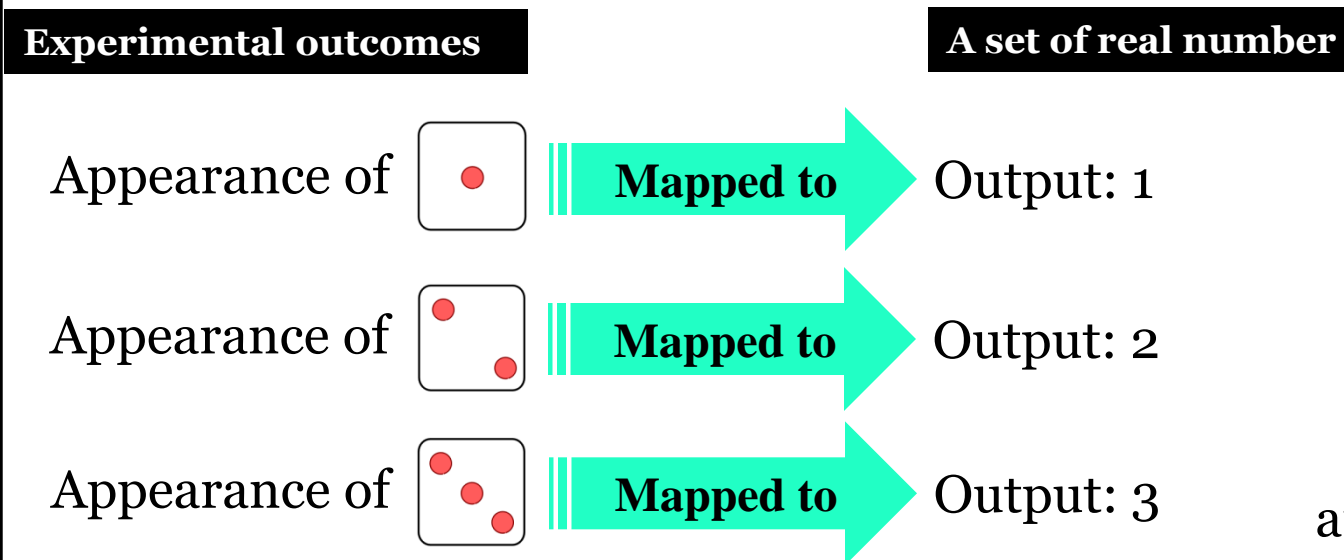 Experimental outcomes
A set of real number
Appearance of Mapped to Output: 1
Appearance of Mapped to Output: 2
Appearance of Mapped to Output: 3